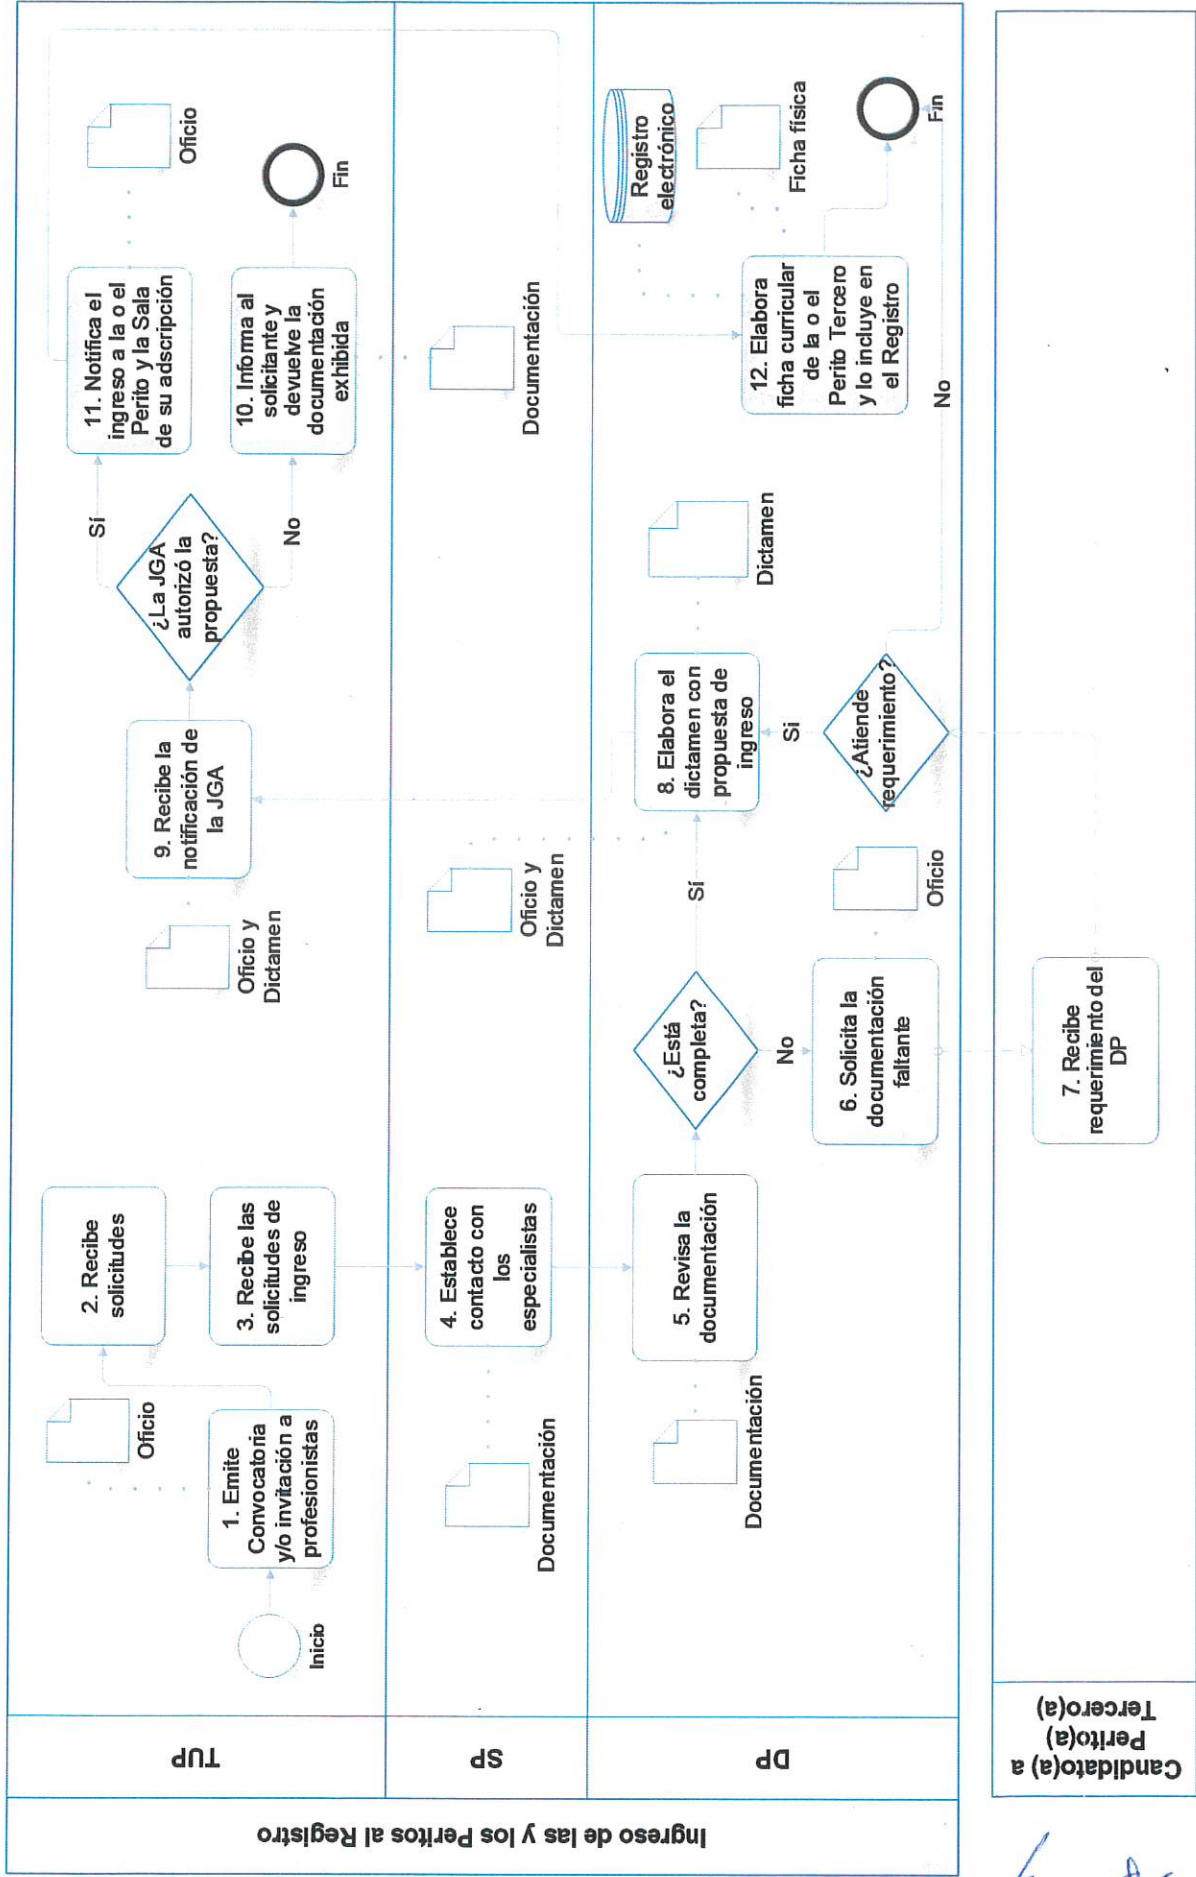 Ingreso de las y los Peritos al Registro
TUP
Inicio
1. Emite
Convocatoria
y/o invitación a
profesionistas
Oficio
2. Recibe
solicitudes
3. Recibe las
solicitudes de
ingreso
Oficio y
Dictamen
9. Recibe la
notificación de
la JGA
¿La JGA
autorizó la
propuesta?
Sí
No
11. Notifica el
ingreso a la o el
Perito y la Sala
de su adscripción
Oficio
10. Informa al
solicitante y
devuelve la
documentación
exhibida
Fin
SP
Documentación
4. Establece
contacto con
los
especialistas
Oficio y
Dictamen
Documentación
DP
Documentación
5. Revisa la
documentación
¿Está
completa?
Sí
No
6. Solicita la
documentación
faltante
Oficio
8. Elabora el
dictamen con
propuesta de
ingreso
Dictamen
Sí
¿Atiende
requerimiento?
No
12. Elabora
ficha curricular
de la o el
Perito Tercero
y lo incluye en
el Registro
Registro
electrónico
Ficha física
Fin
Candidato(a) a
Perito(a)
Tercero(a)
7. Recibe
requerimiento del
DP